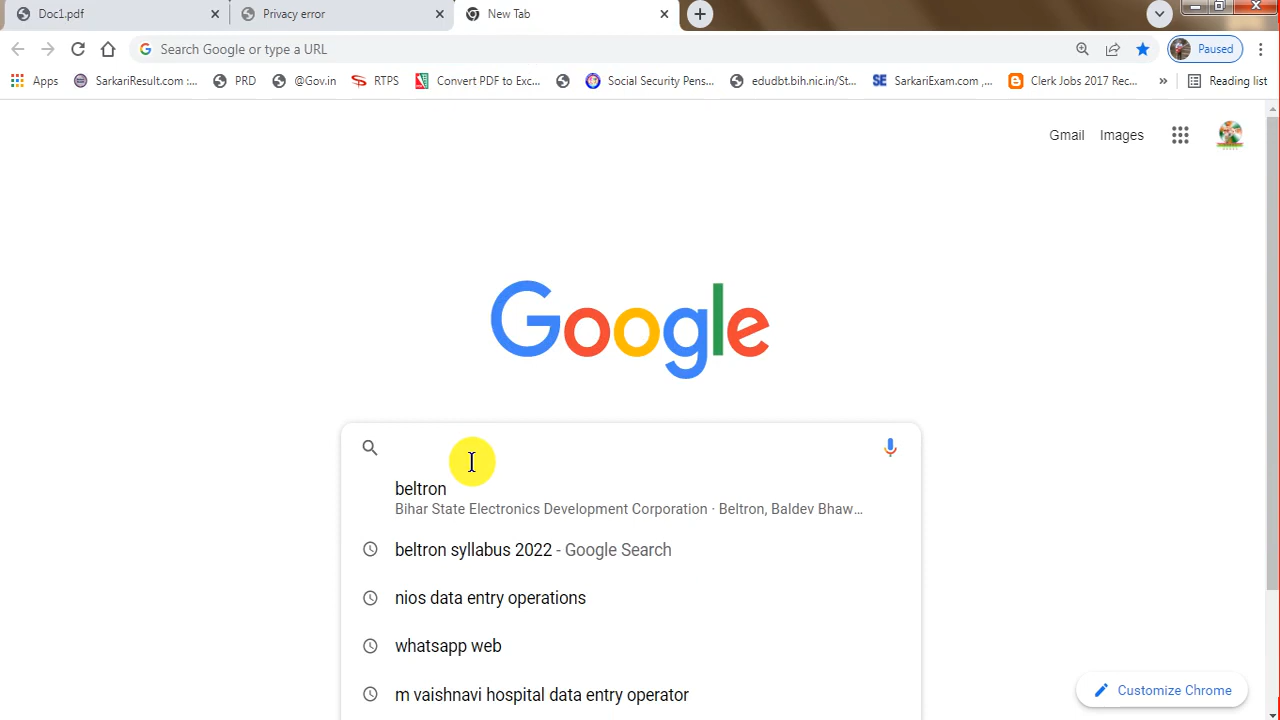 Doc1.pdf
Privacy error
New Tab
Search Google or type a URL
Paused
Apps
SarkariResult.com :...
PRD
@Gov.in
RTPS
Convert PDF to Exc...
Social Security Pens...
edudbt.bih.nic.in/St...
SarkariExam.com ,...
Clerk Jobs 2017 Rec...
»
Reading list
Gmail
Images
Google
beltron
Bihar State Electronics Development Corporation · Beltron, Baldev Bhaw...
beltron syllabus 2022 - Google Search
nios data entry operations
whatsapp web
m vaishnavi hospital data entry operator
Customize Chrome